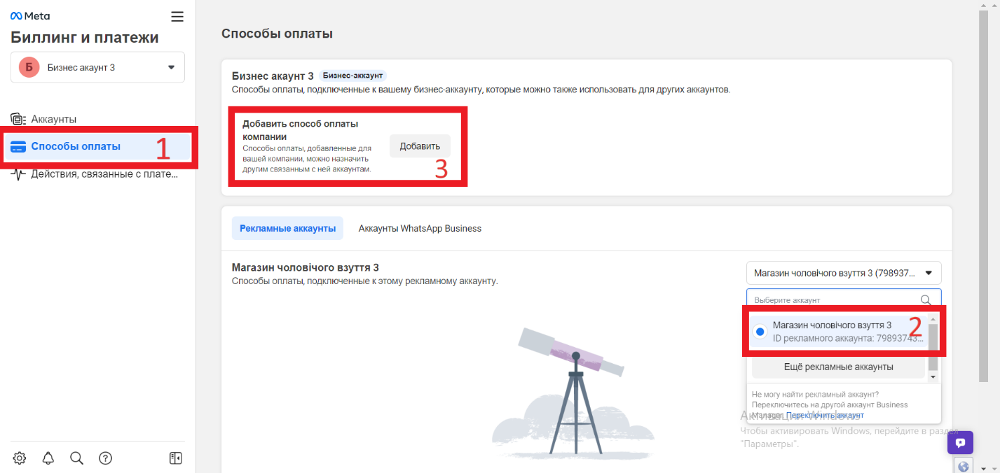 Meta
Биллинг и платежи
Б
Бизнес акаунт 3
Аккаунты
Способы оплаты
1
Действия, связанные с плате...
Способы оплаты
Бизнес акаунт 3 Бизнес-аккаунт
Способы оплаты, подключенные к вашему бизнес-аккаунту, которые можно также использовать для других аккаунтов.
Добавить способ оплаты
компании
Способы оплаты, добавленные для
вашей компании, можно назначить
другим связанным с ней аккаунтам.
Добавить
3
Рекламные аккаунты Аккаунты WhatsApp Business
Магазин чоловічого взуття 3
Способы оплаты, подключенные к этому рекламному аккаунту.
Магазин чоловічого взуття 3 (798937...
Выберите аккаунт
Магазин чоловічого взуття 3
ID рекламного аккаунта: 79893743...
2
Ещё рекламные аккаунты
Не могу найти рекламный аккаунт?
Переключитесь на другой аккаунт Business
Manager. Переключить аккаунт
Активация Windows
Чтобы активировать Windows, перейдите в раздел
"Параметры".